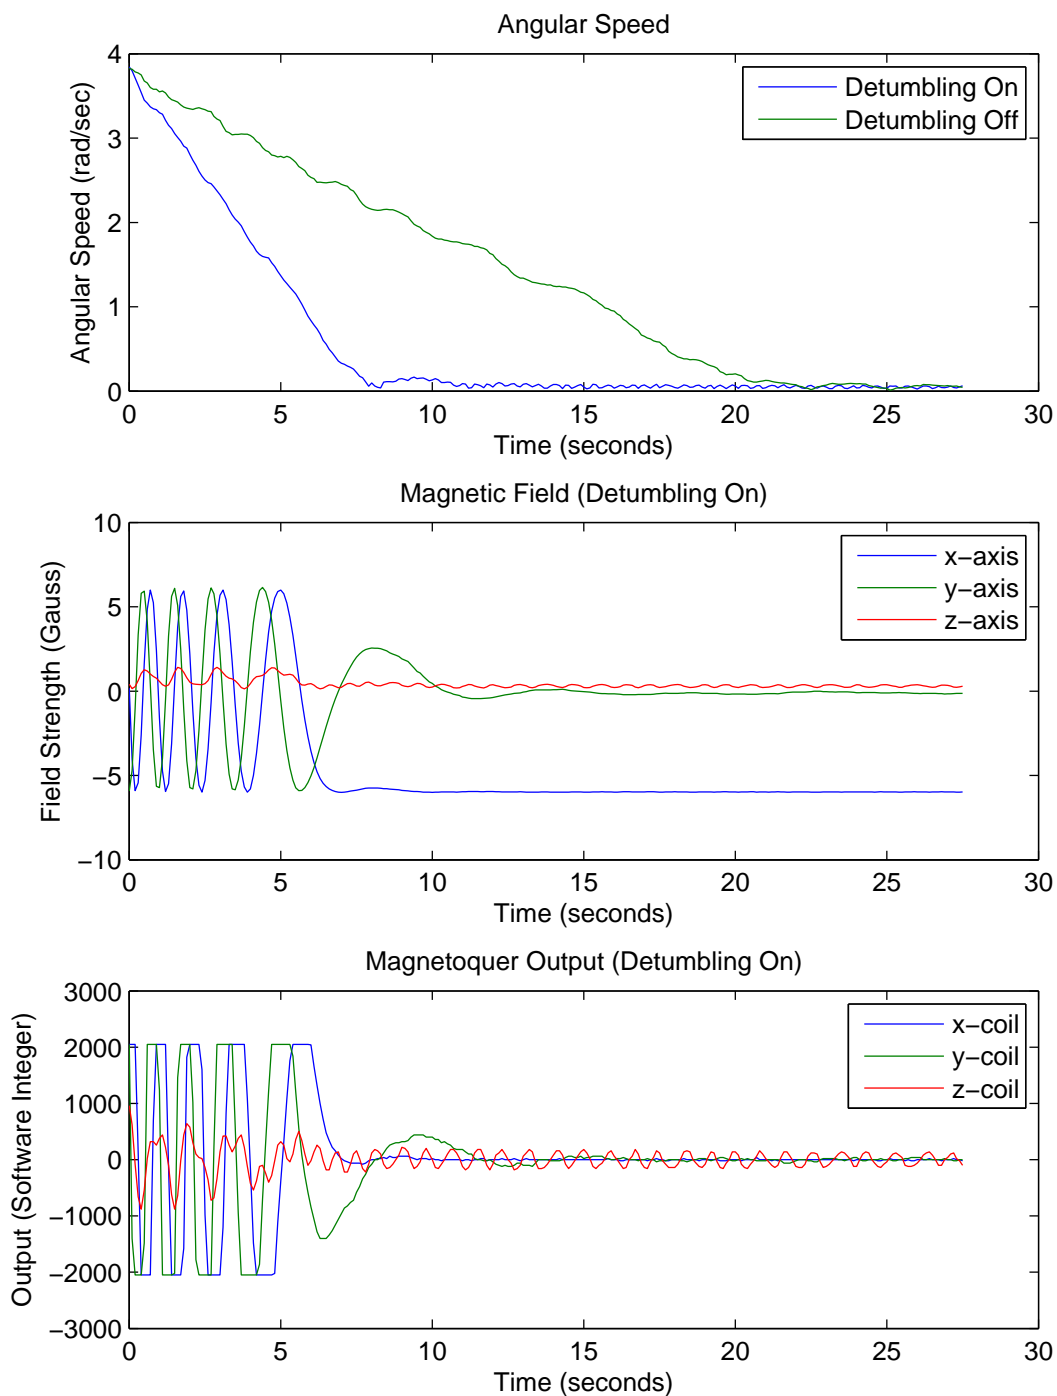 Angular Speed
Angular Speed (rad/sec)
4
3
2
1
0
Detumbling On
Detumbling Off
0 5 10 15 20 25 30
Time (seconds)
Magnetic Field (Detumbling On)
Field Strength (Gauss)
10
5
0
−5
−10
x−axis
y−axis
z−axis
0 5 10 15 20 25 30
Time (seconds)
Magnetoquer Output (Detumbling On)
Output (Software Integer)
3000
2000
1000
0
−1000
−2000
−3000
x−coil
y−coil
z−coil
0 5 10 15 20 25 30
Time (seconds)